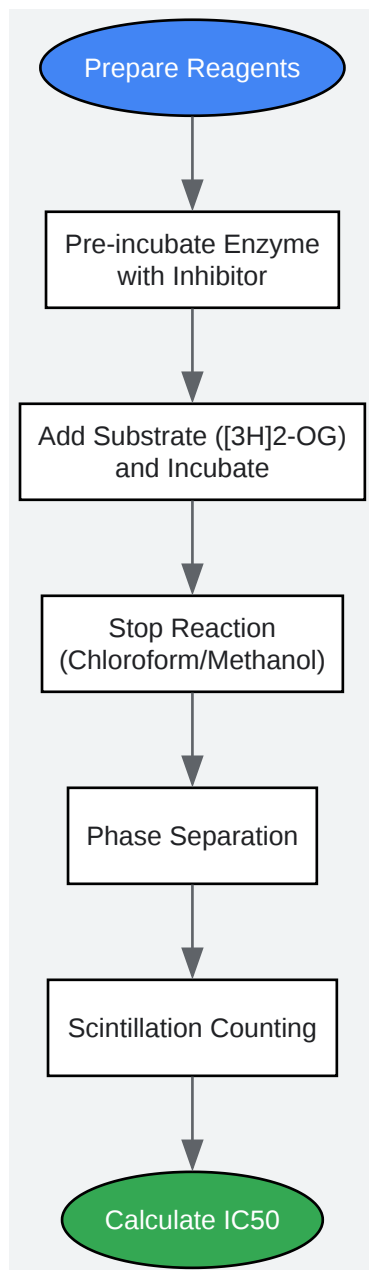 Prepare Reagents
Pre-incubate Enzyme
with Inhibitor
Add Substrate ([3H]2-OG)
and Incubate
Stop Reaction
(Chloroform/Methanol)
Phase Separation
Scintillation Counting
Calculate IC50